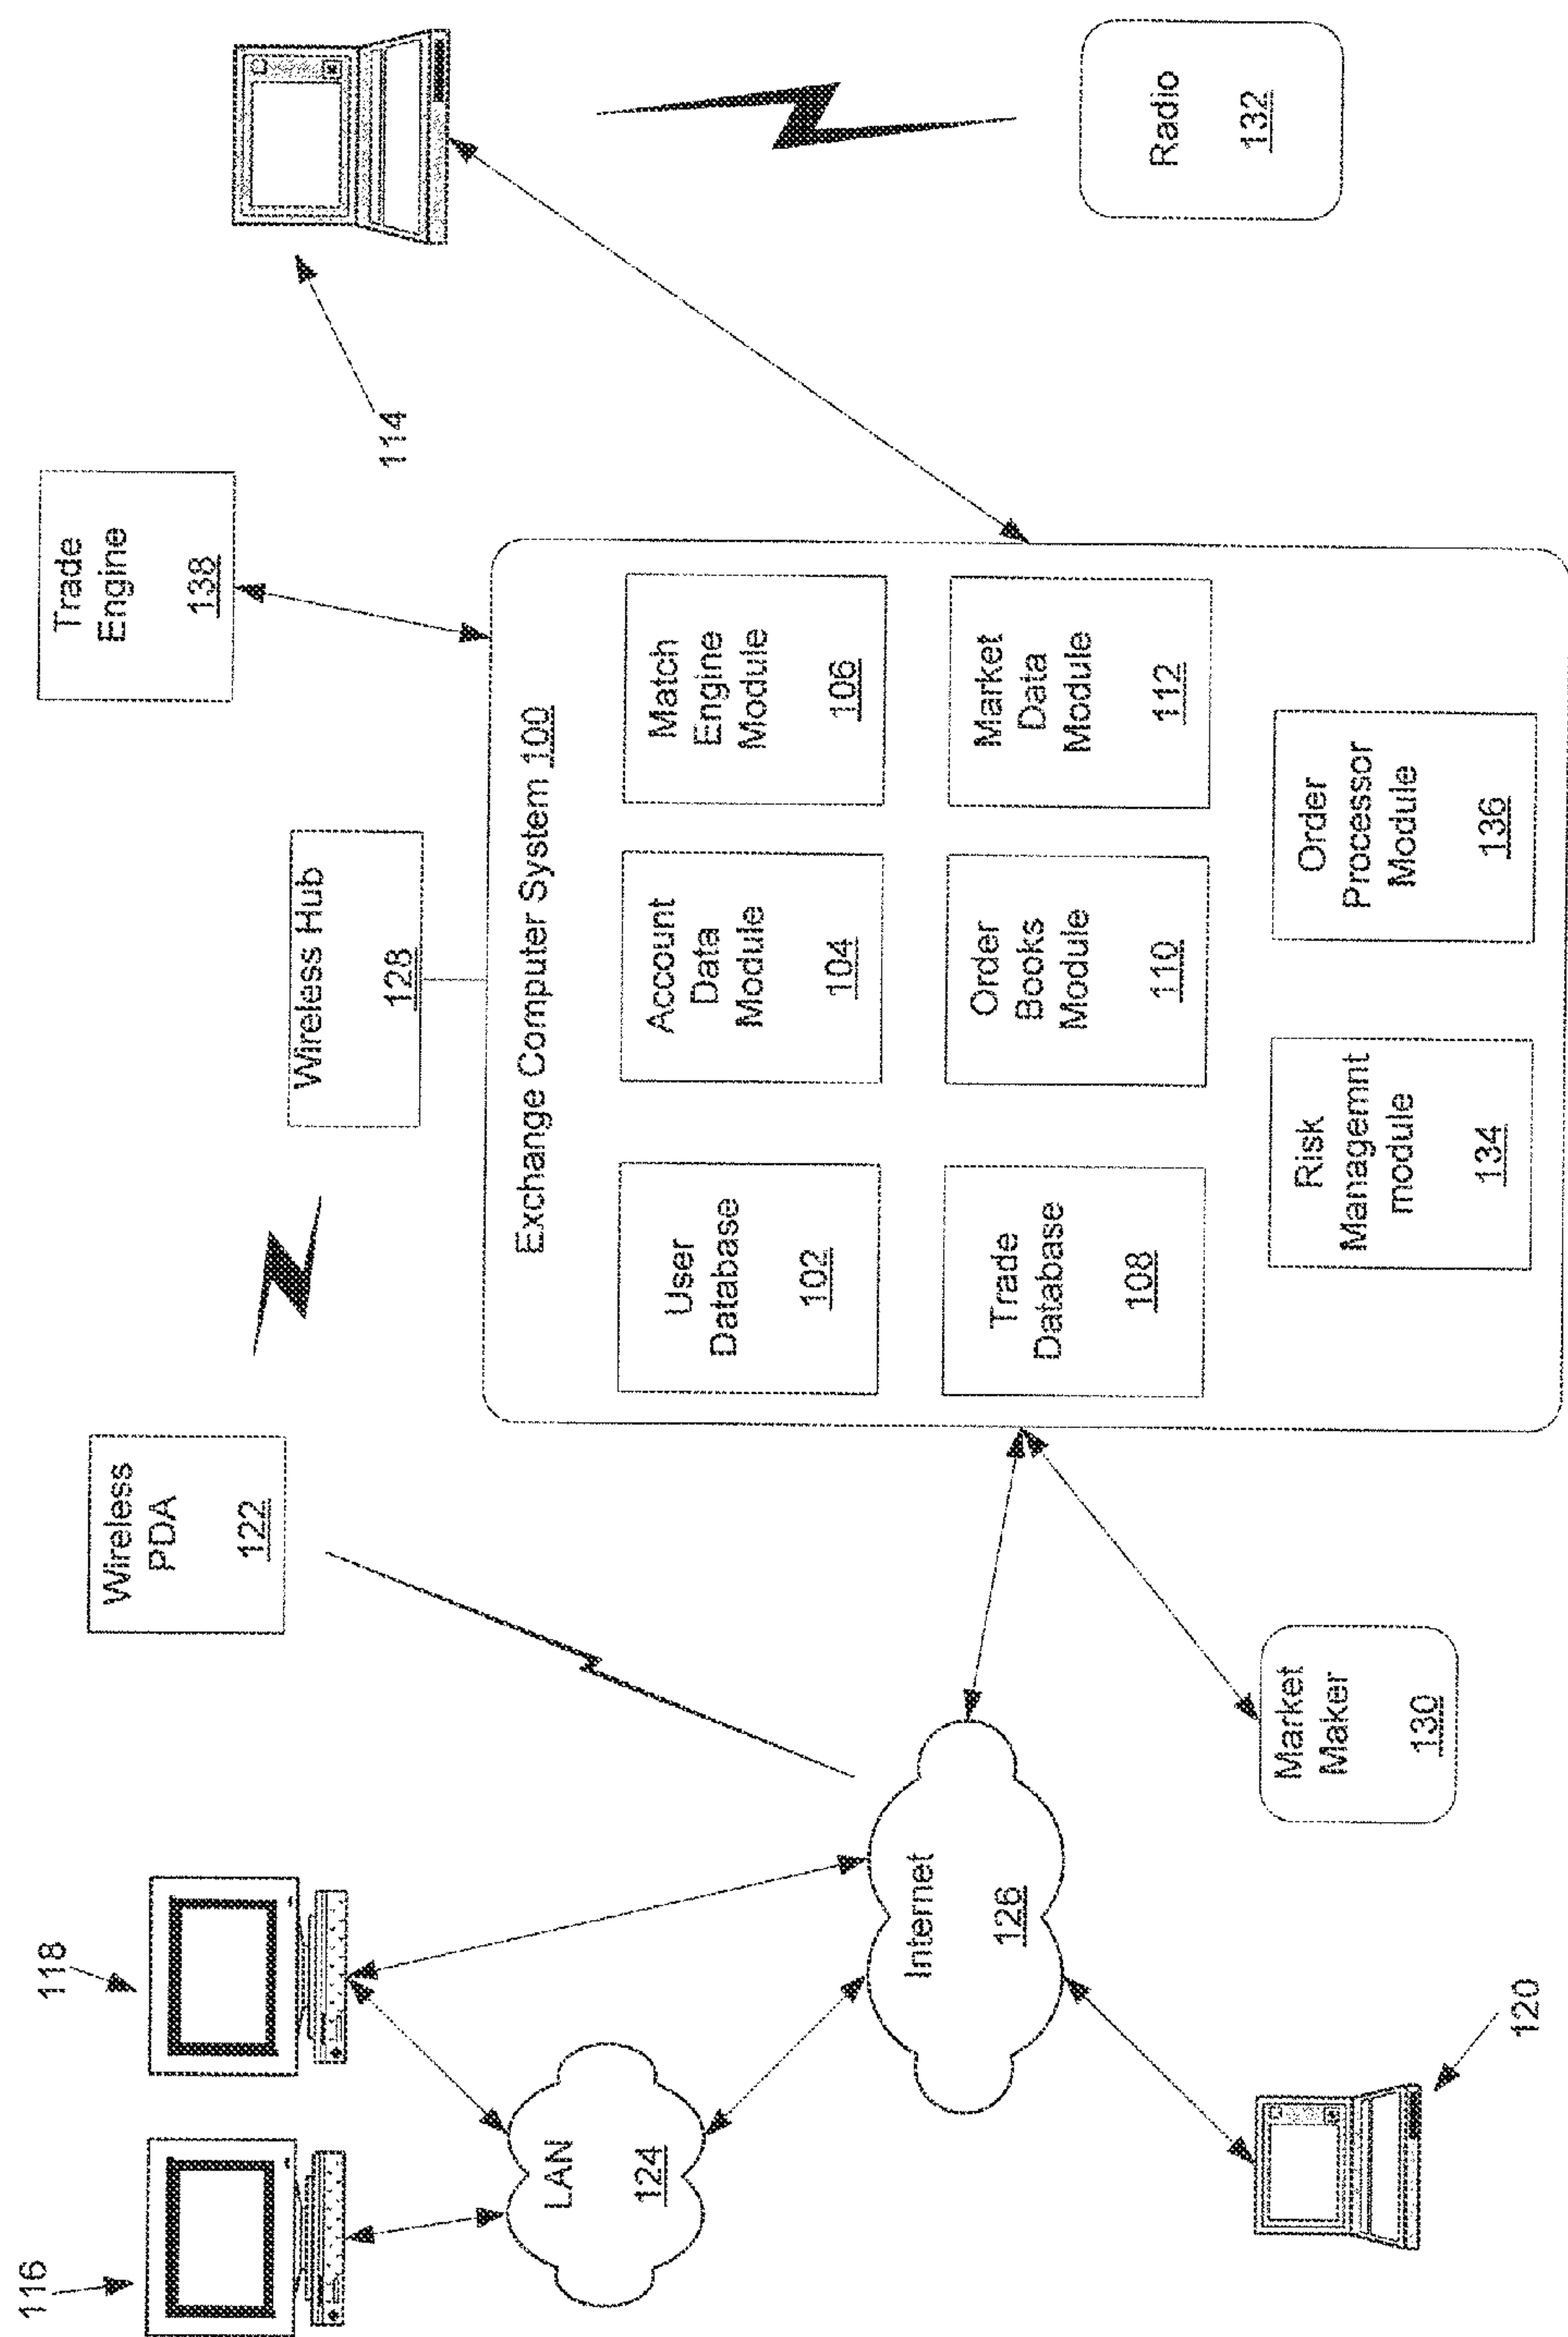 116
118
Wireless
PDA
122
Wireless Hub
128
Trade
Engine
138
114
LAN
124
Internet
126
Exchange Computer System 100
User
Database
102
Account
Data
Module
104
Match
Engine
Module
106
Trade
Database
108
Order
Books
Module
110
Market
Data
Module
112
Risk
Managemnt
module
134
Order
Processor
Module
136
Market
Maker
130
120
Radio
132